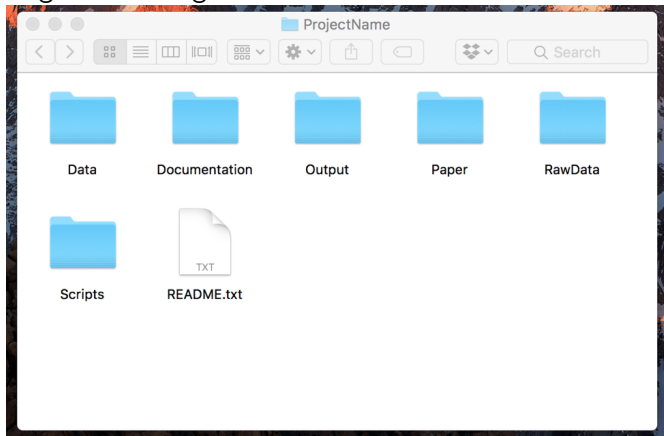 ProjectName
Search
Data Documentation Output Paper RawData
TXT
Scripts README.txt